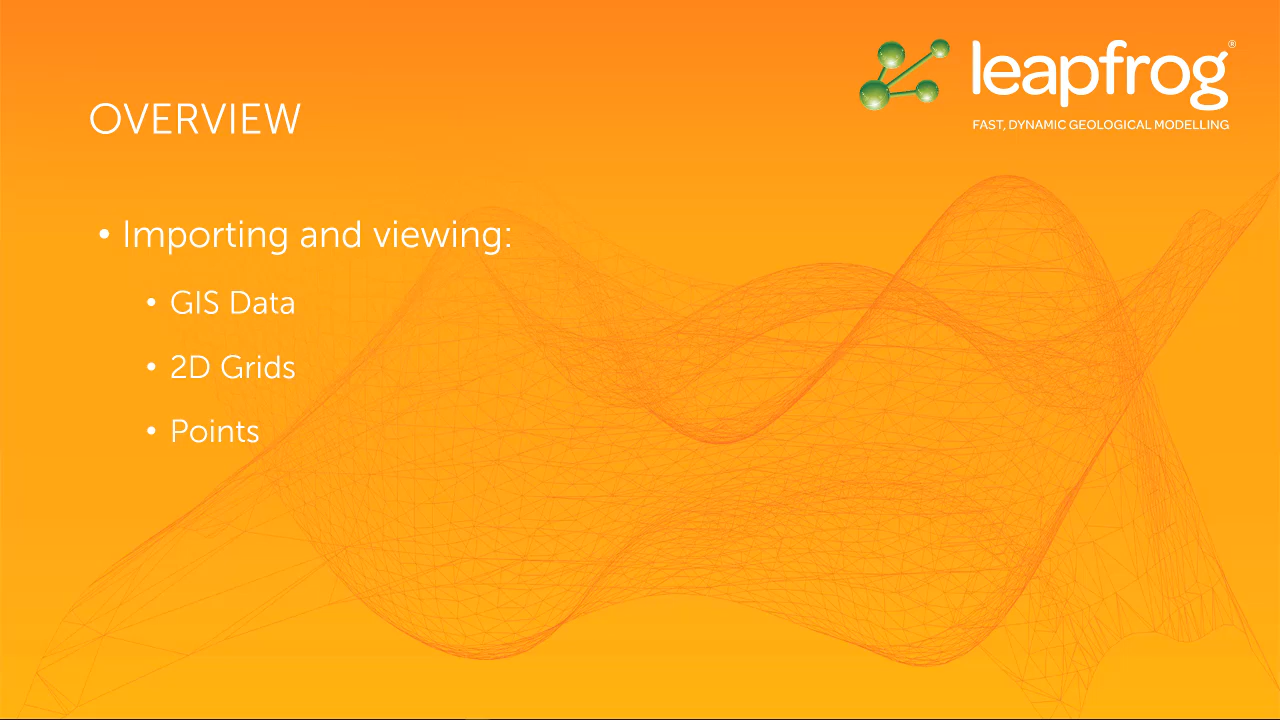 leapfrog®
FAST, DYNAMIC GEOLOGICAL MODELLING
OVERVIEW
• Importing and viewing:
• GIS Data
• 2D Grids
• Points